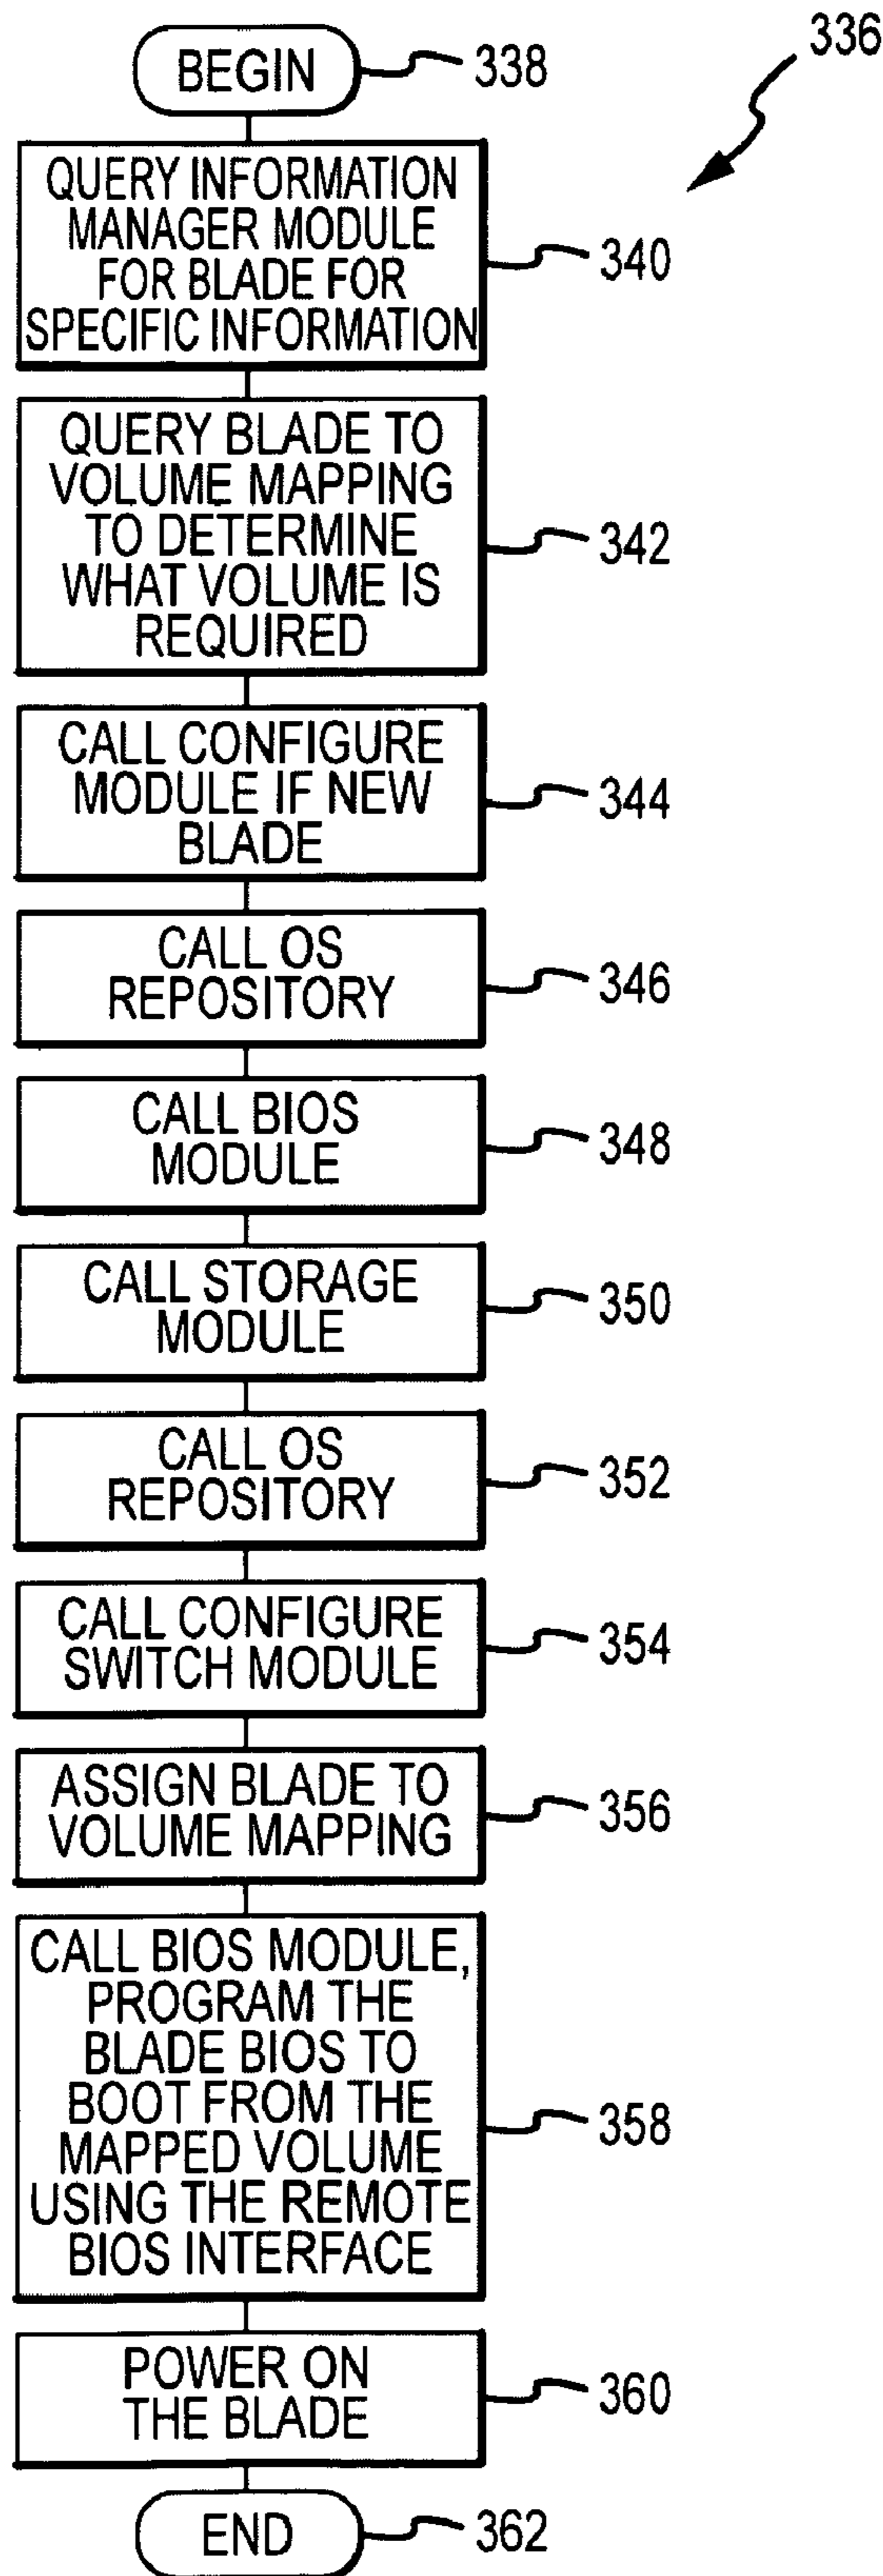 336
BEGIN
338
QUERY INFORMATION
MANAGER MODULE
FOR BLADE FOR
SPECIFIC INFORMATION
340
QUERY BLADE TO
VOLUME MAPPING
TO DETERMINE
WHAT VOLUME IS
REQUIRED
342
CALL CONFIGURE
MODULE IF NEW
BLADE
344
CALL OS
REPOSITORY
346
CALL BIOS
MODULE
348
CALL STORAGE
MODULE
350
CALL OS
REPOSITORY
352
CALL CONFIGURE
SWITCH MODULE
354
ASSIGN BLADE TO
VOLUME MAPPING
356
CALL BIOS MODULE,
PROGRAM THE
BLADE BIOS TO
BOOT FROM THE
MAPPED VOLUME
USING THE REMOTE
BIOS INTERFACE
358
POWER ON
THE BLADE
360
END
362